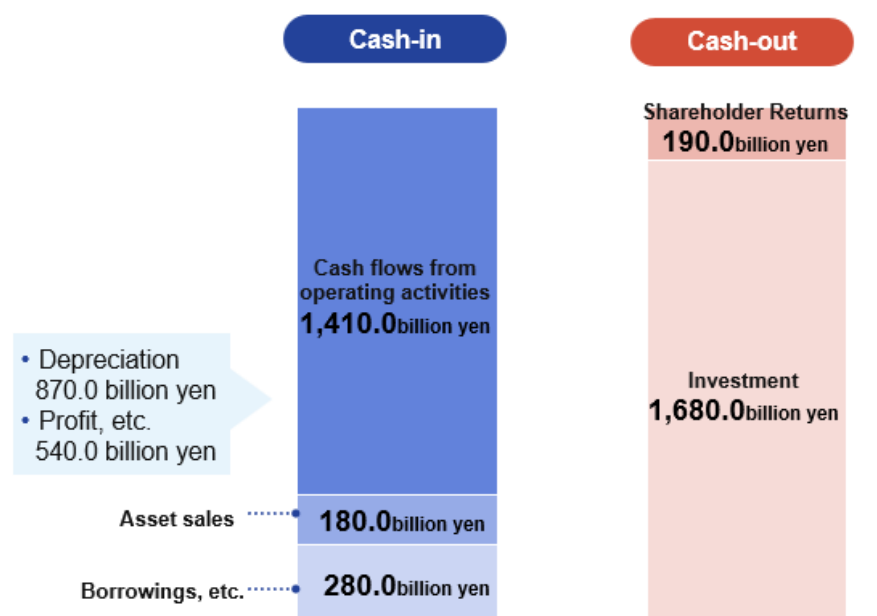 Cash-in
Cash-out
Shareholder Returns
190.0billion yen
Cash flows from
operating activities
1,410.0billion yen
• Depreciation
870.0 billion yen
• Profit, etc.
540.0 billion yen
Investment
1,680.0billion yen
Asset sales
180.0billion yen
Borrowings, etc.
280.0billion yen